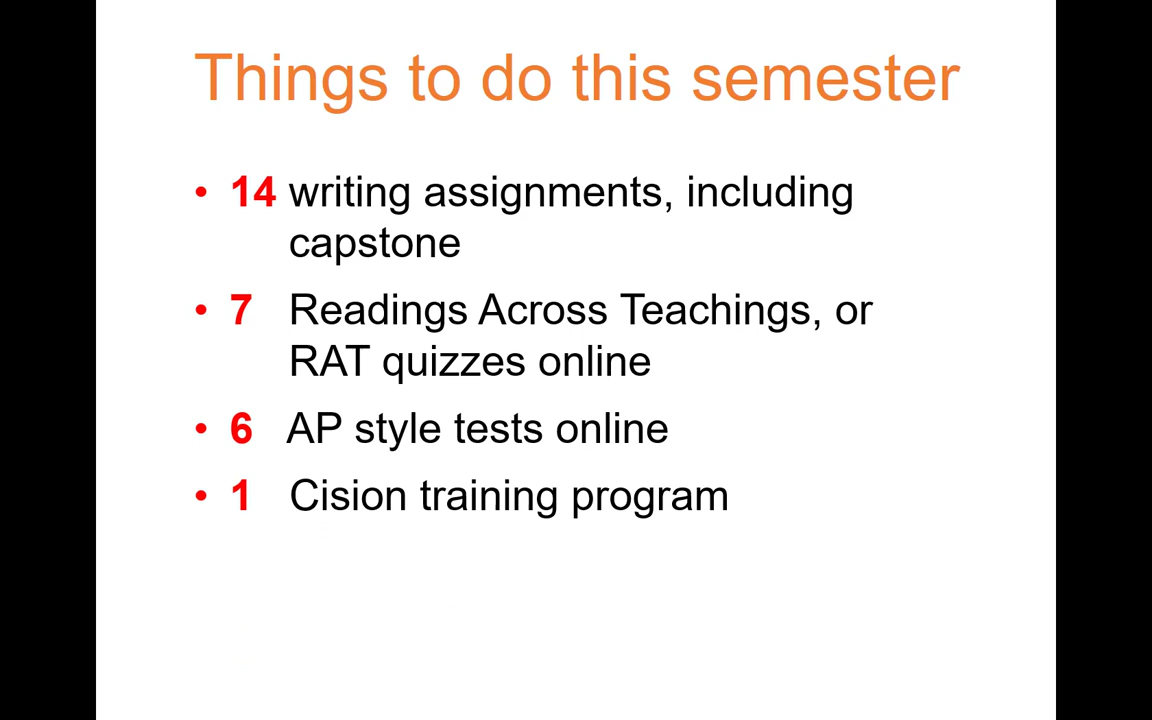 Things to do this semester
• 14 writing assignments, including
capstone
• 7 Readings Across Teachings, or
RAT quizzes online
• 6 AP style tests online
• 1 Cision training program